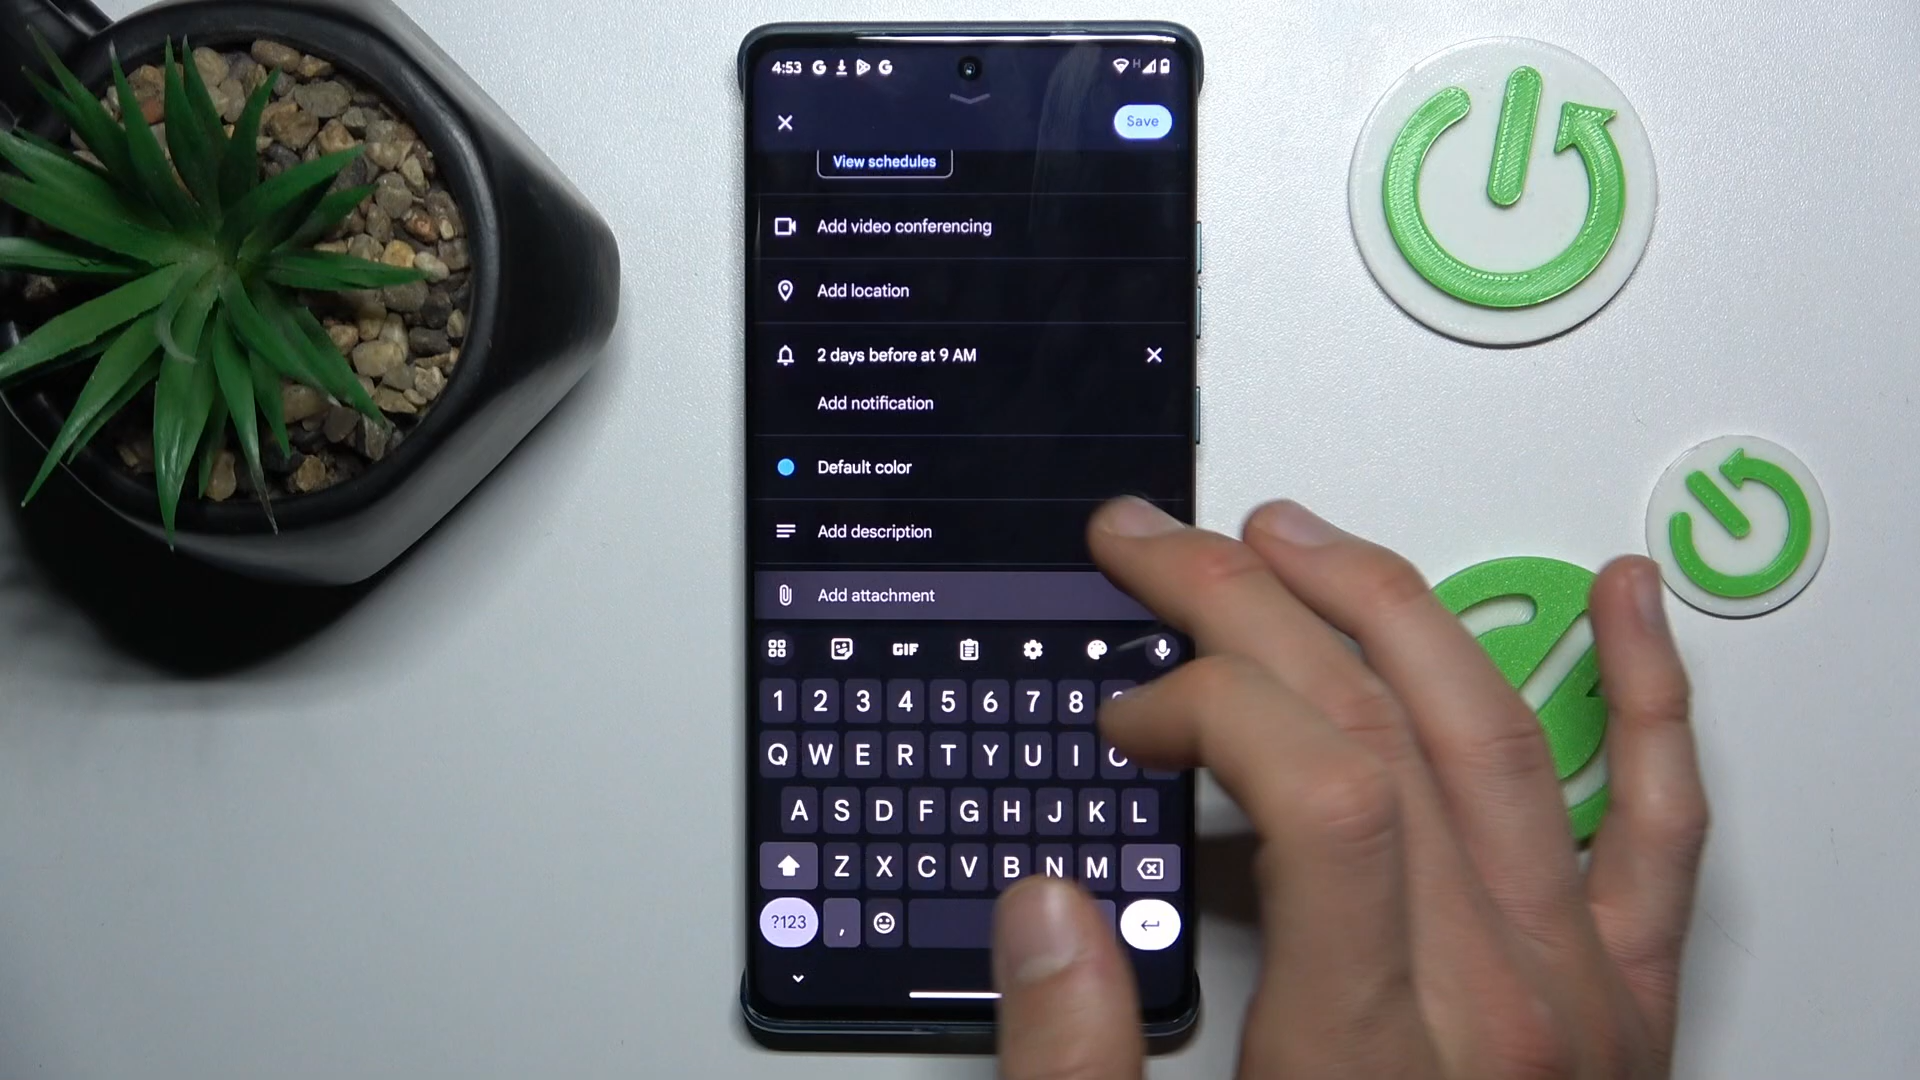 4:53 G G H
Save
View schedules
Add video conferencing
Add location
2 days before at 9 AM
Add notification
Default color
Add description
Add attachment
GIF
1 2 3 4 5 6 7 8
Q W E R T Y U I
A S D F G H J K L
Z X C V B N M
?123 ,